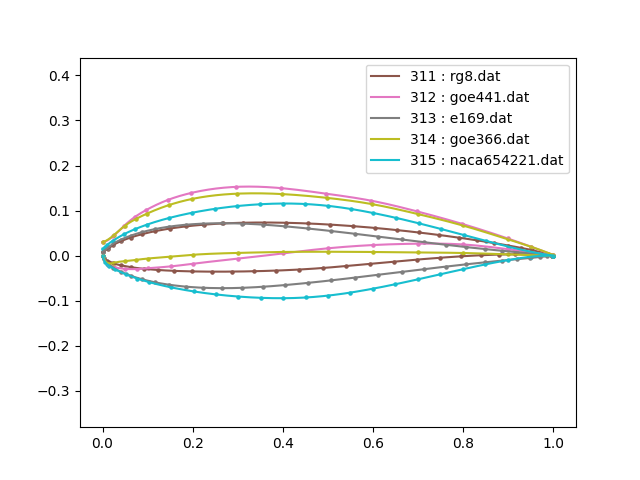 0.4
0.3
0.2
0.1
0.0
−0.1
−0.2
−0.3
0.0 0.2 0.4 0.6 0.8 1.0
311 : rg8.dat
312 : goe441.dat
313 : e169.dat
314 : goe366.dat
315 : naca654221.dat